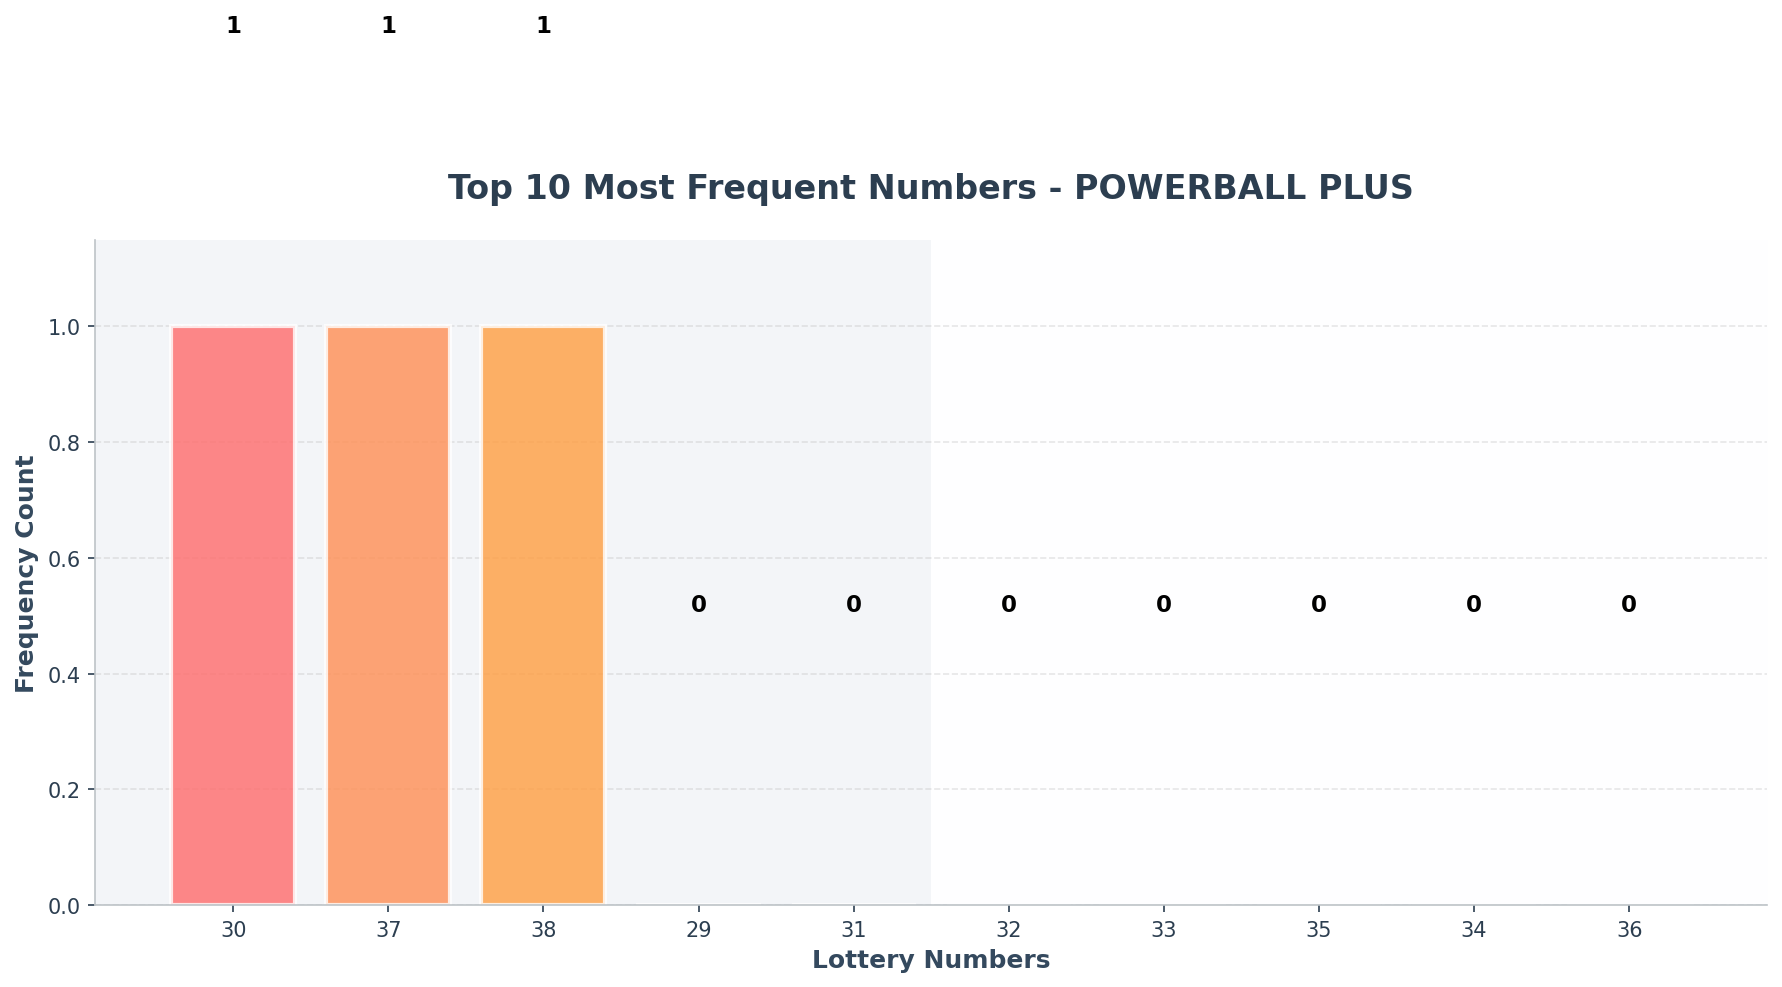 1 1 1
Top 10 Most Frequent Numbers - POWERBALL PLUS
Frequency Count
1.0
0.8
0.6
0 0 0 0 0 0 0
0.4
0.2
0.0
30 37 38 29 31 32 33 35 34 36
Lottery Numbers